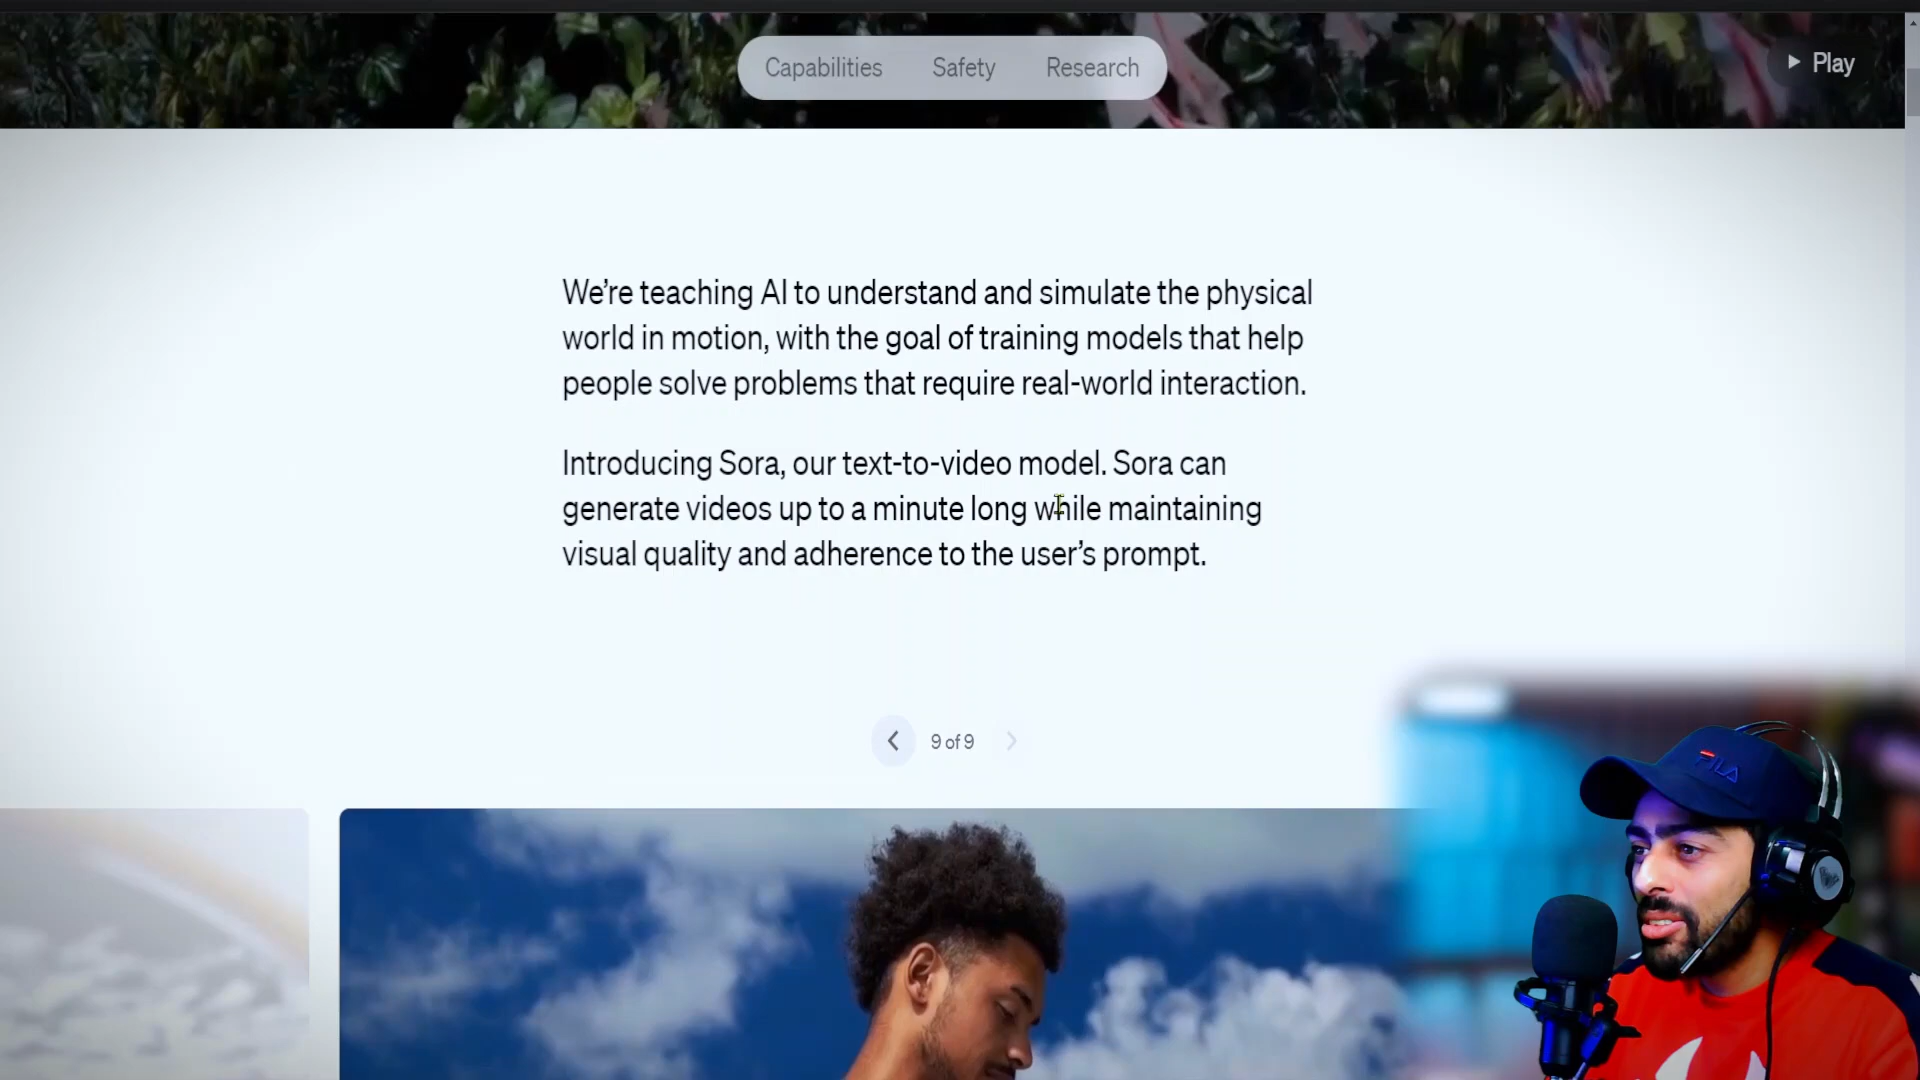 Capabilities Safety Research
Play
We’re teaching AI to understand and simulate the physical
world in motion, with the goal of training models that help
people solve problems that require real-world interaction.
Introducing Sora, our text-to-video model. Sora can
generate videos up to a minute long while maintaining
visual quality and adherence to the user’s prompt.
9 of 9
FILA